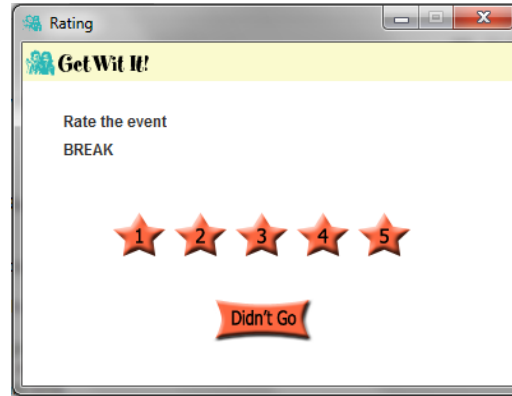 Rating
Get Wit It!
Rate the event
BREAK
1 2 3 4 5
Didn't Go